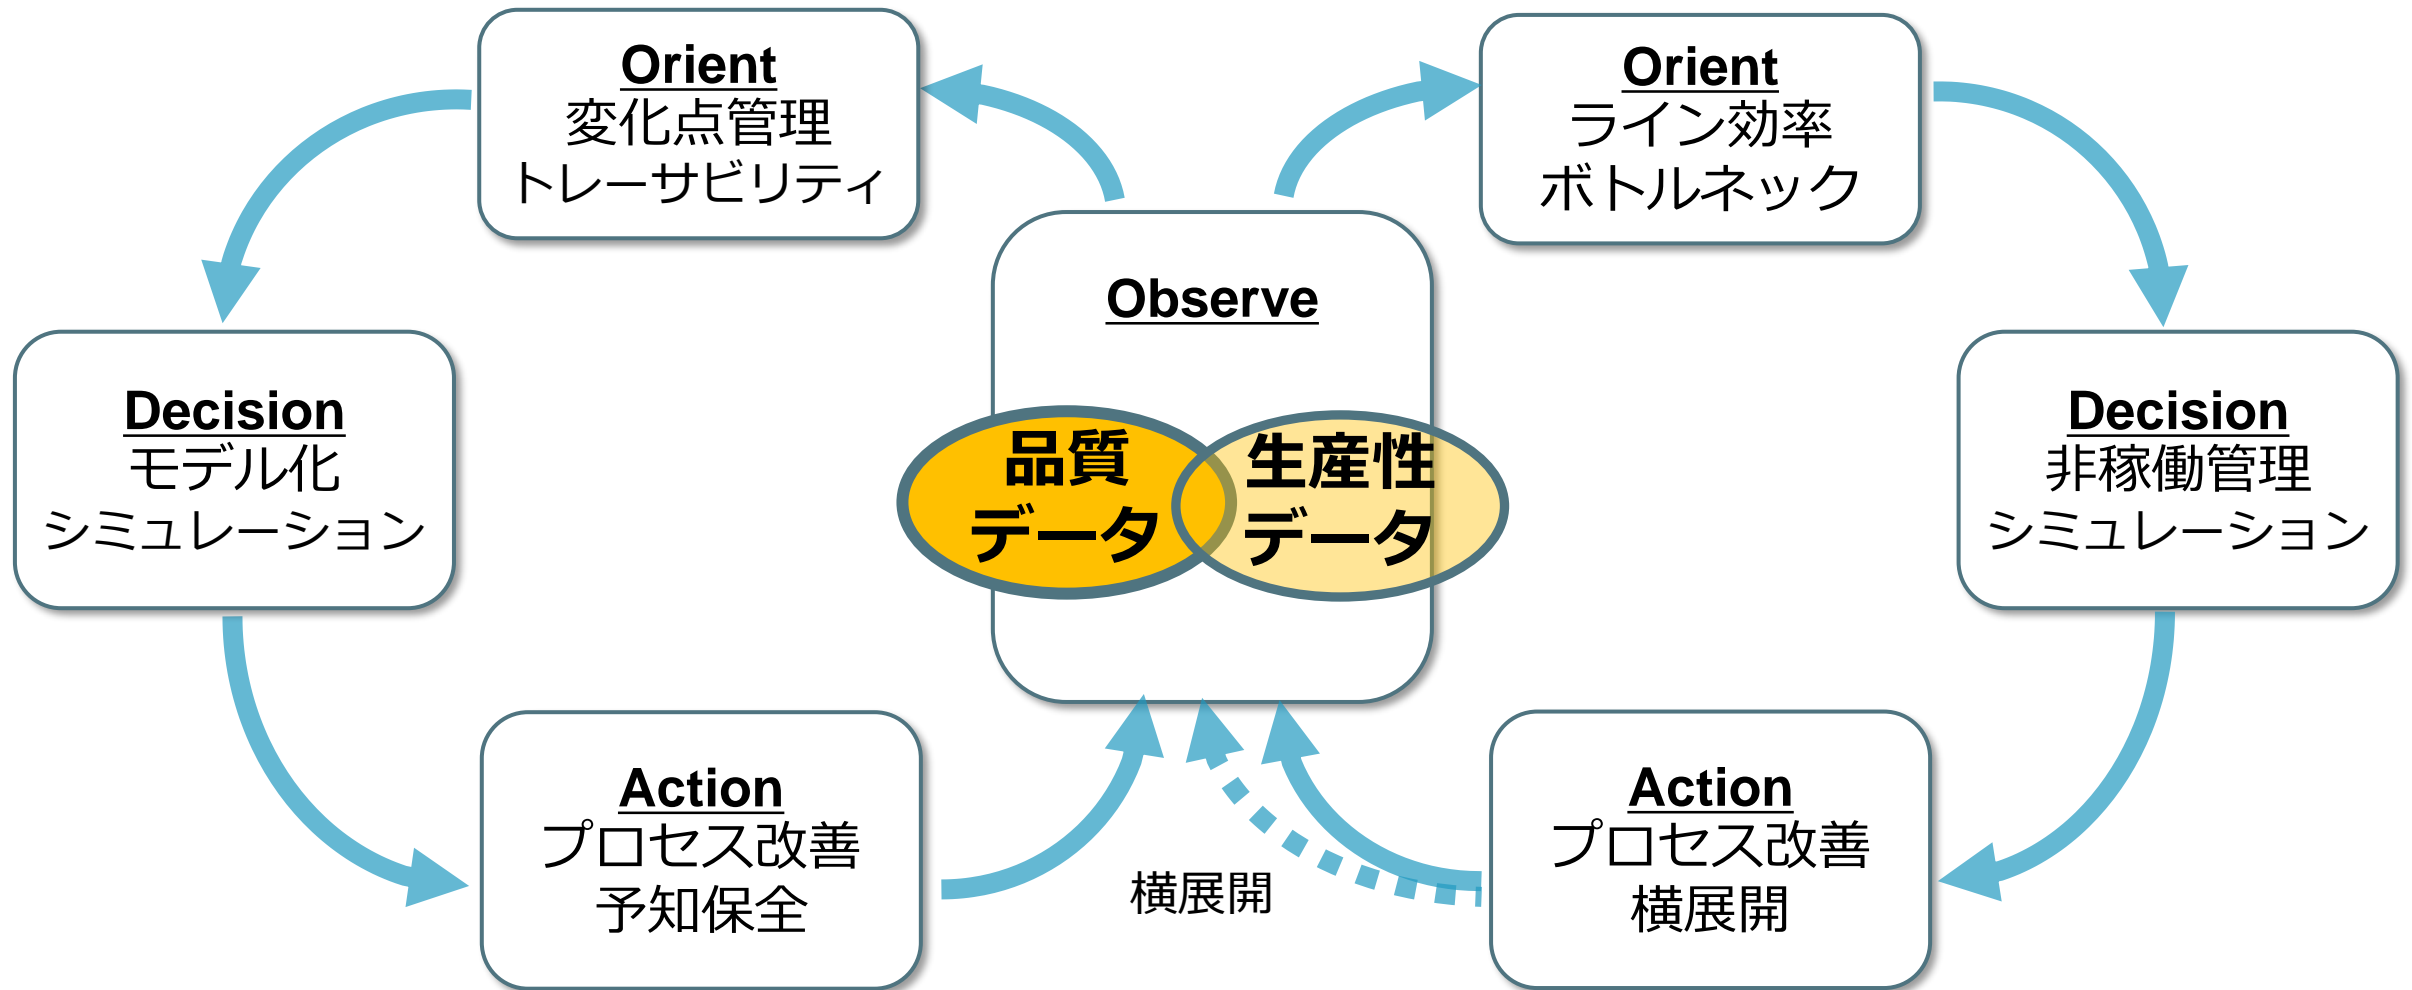 Orient
変化点管理
トレーサビリティ
Orient
ライン効率
ボトルネック
Observe
品質
データ
生産性
データ
Decision
モデル化
シミュレーション
Decision
非稼働管理
シミュレーション
Action
プロセス改善
予知保全
横展開
Action
プロセス改善
横展開